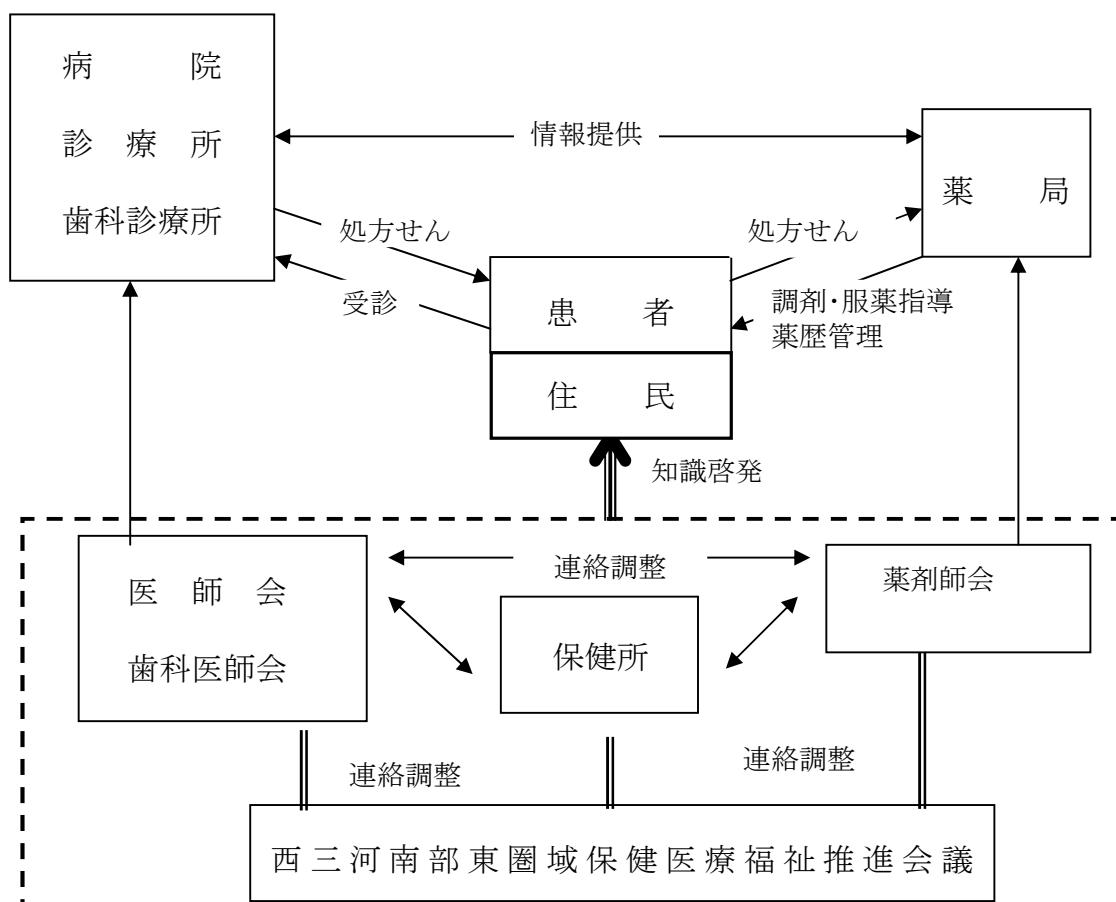 病院
診療所
歯科診療所
情報提供
薬局
処方せん
処方せん
受診
患者
調剤・服薬指導
薬歴管理
住民
知識啓発
医師会
歯科医師会
連絡調整
薬剤師会
保健所
連絡調整
連絡調整
西三河南部東圏域保健医療福祉推進会議